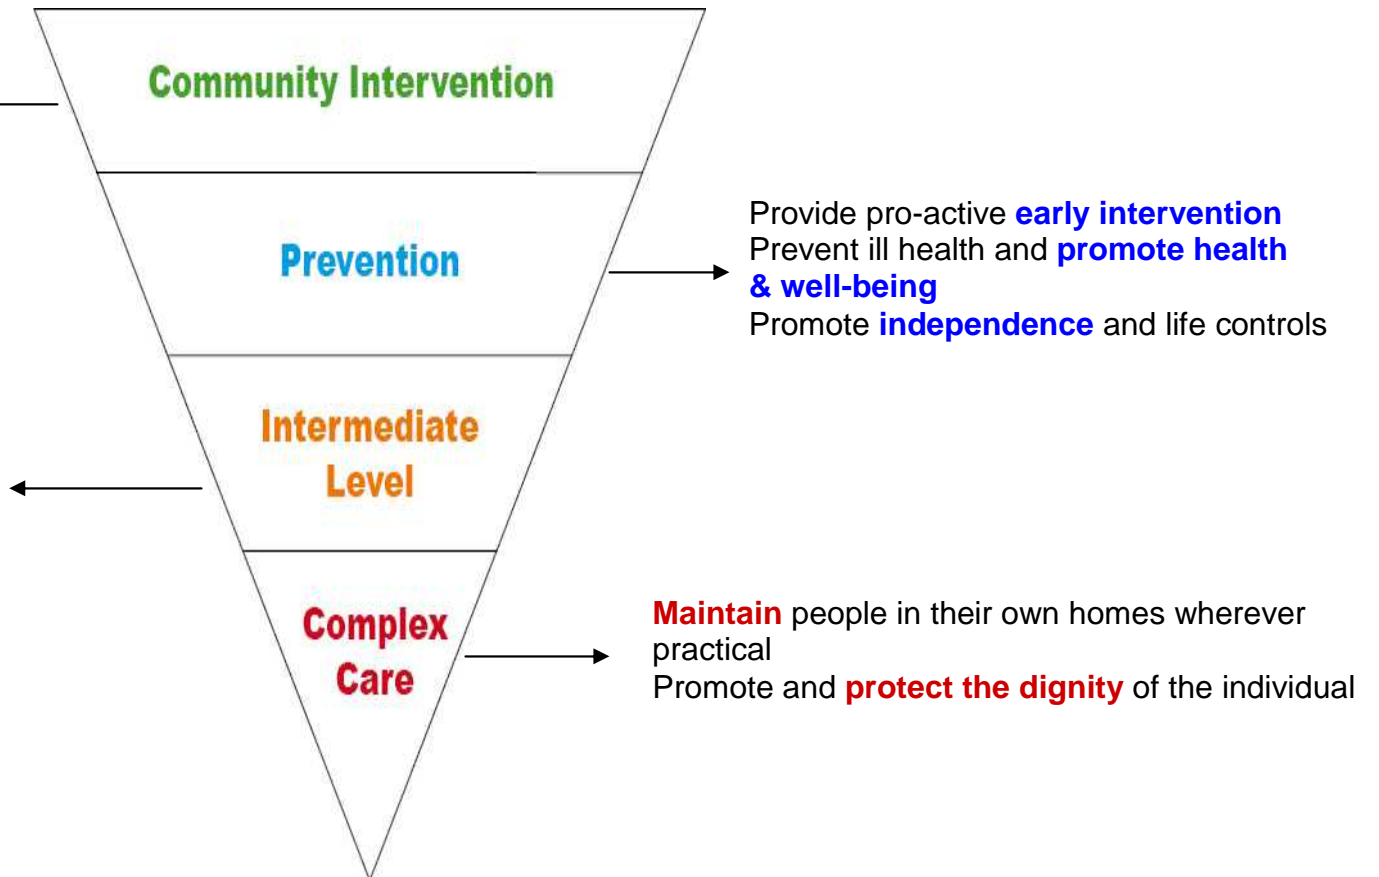 Community Intervention
Prevention
Provide pro-active early intervention
Prevent ill health and promote health
& well-being
Promote independence and life controls
Intermediate
Level
Complex
Care
Maintain people in their own homes wherever
practical
Promote and protect the dignity of the individual